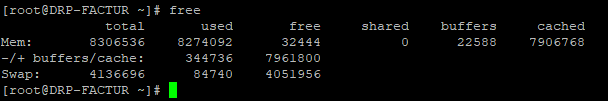 [root@DRP-FACTUR ~]# free
             total       used       free     shared    buffers     cached
Mem:       8306536    8274092      32444          0      22588    7906768
-/+ buffers/cache:     344736    7961800
Swap:      4136696      84740    4051956
[root@DRP-FACTUR ~]#